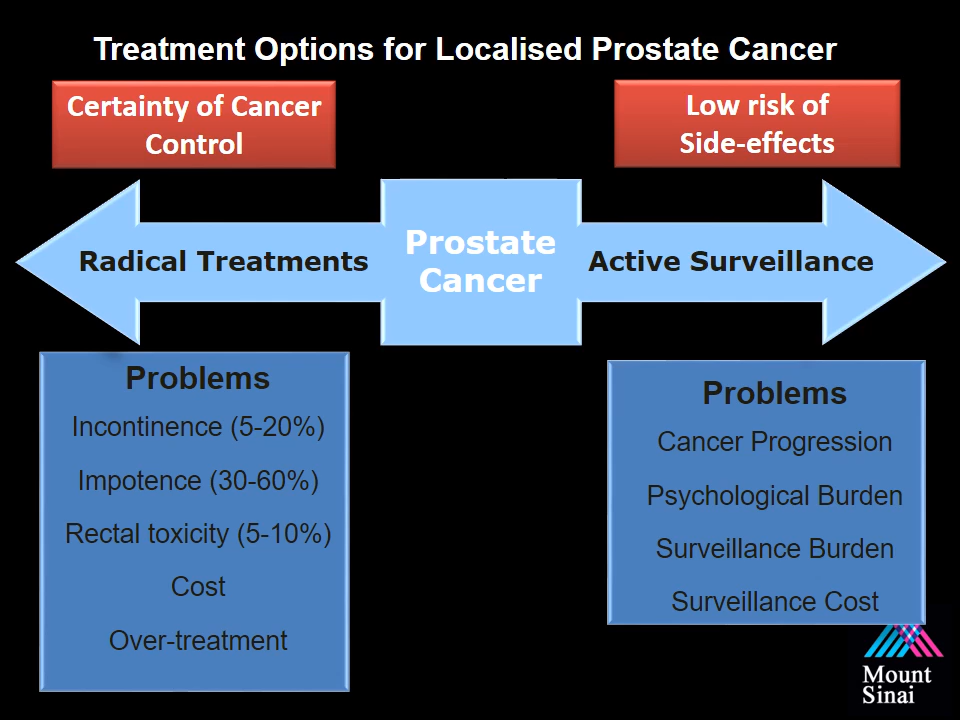 Treatment Options for Localised Prostate Cancer
Certainty of Cancer
Control
Low risk of
Side-effects
Radical Treatments
Prostate
Cancer
Active Surveillance
Problems
Incontinence (5-20%)
Impotence (30-60%)
Rectal toxicity (5-10%)
Cost
Over-treatment
Problems
Cancer Progression
Psychological Burden
Surveillance Burden
Surveillance Cost
Mount
Sinai